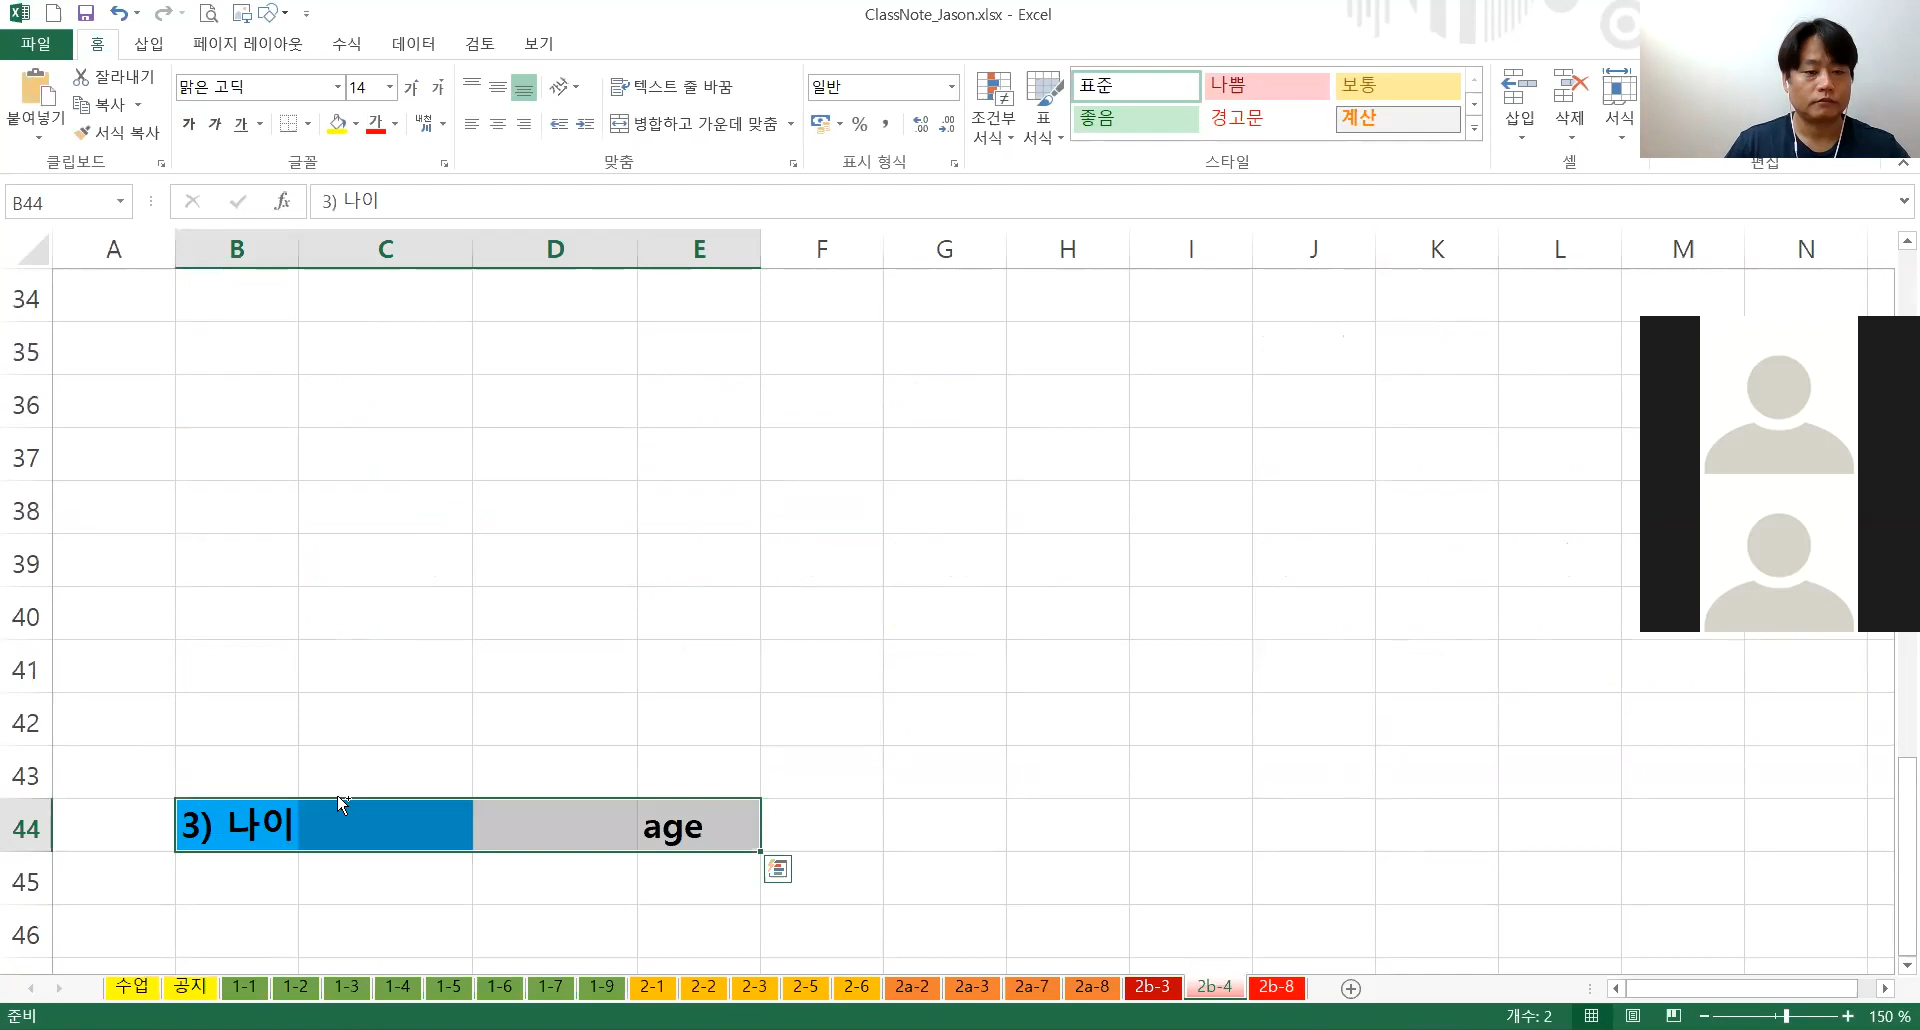 ClassNote_Jason.xlsx - Excel
파일 홈 삽입 페이지 레이아웃 수식 데이터 검토 보기
잘라내기
복사
서식 복사
붙여넣기
클립보드
맑은 고딕 14
가 가 가 가 내천
글꼴
텍스트 줄 바꿈
병합하고 가운데 맞춤
맞춤
일반
% ,
표시 형식
조건부 서식
표 서식
표준 나쁨 보통
좋음 경고문 계산
스타일
삽입 삭제 서식
셀
편집
B44 fx 3) 나이
A B C D E F G H I J K L M N
34
35
36
37
38
39
40
41
42
43
44 3) 나이 age
45
46
수업 공지 1-1 1-2 1-3 1-4 1-5 1-6 1-7 1-9 2-1 2-2 2-3 2-5 2-6 2a-2 2a-3 2a-7 2a-8 2b-3 2b-4 2b-8
준비 개수: 2 150 %